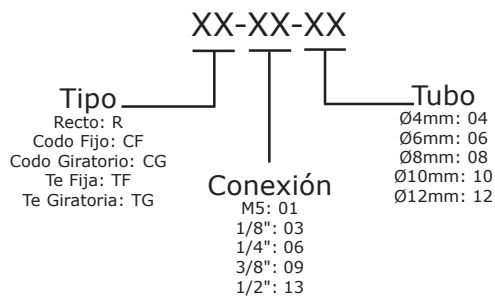 XX-XX-XX
Tipo
Recto: R
Codo Fijo: CF
Codo Giratorio: CG
Te Fija: TF
Te Giratoria: TG
Conexión
M5: 01
1/8": 03
1/4": 06
3/8": 09
1/2": 13
Tubo
Ø4mm: 04
Ø6mm: 06
Ø8mm: 08
Ø10mm: 10
Ø12mm: 12